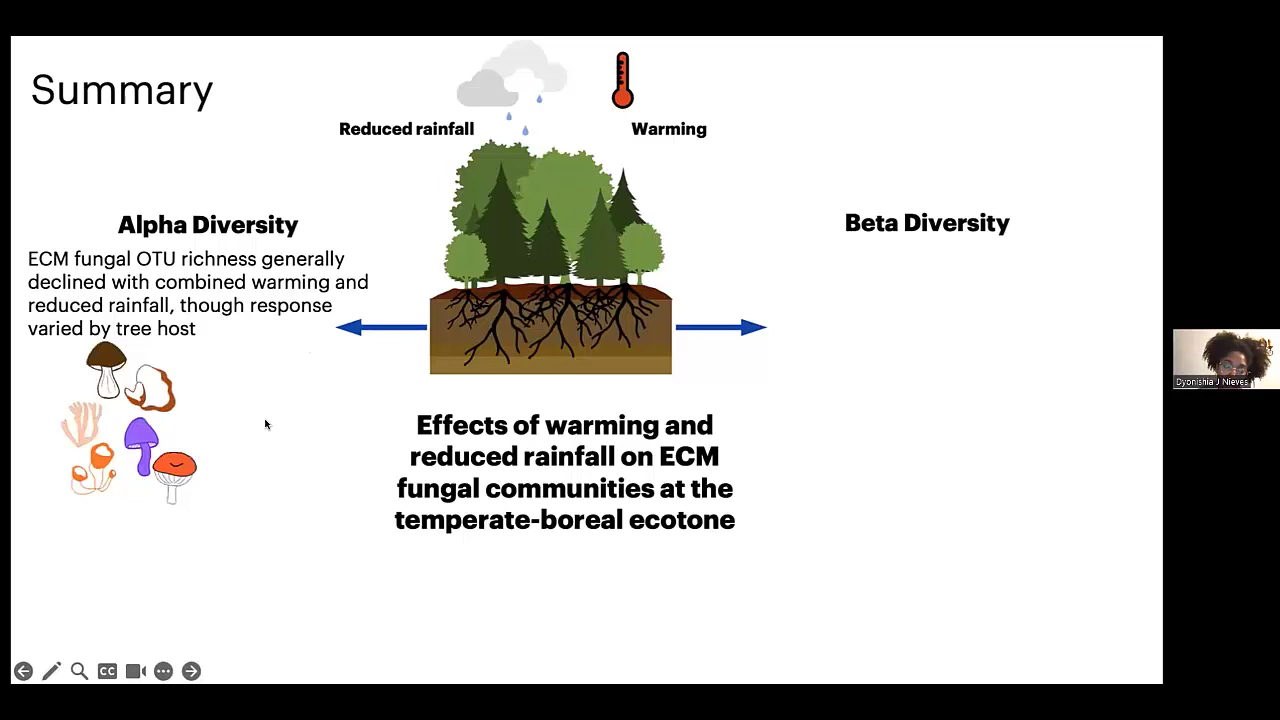 Summary
Reduced rainfall
Warming
Alpha Diversity
ECM fungal OTU richness generally
declined with combined warming and
reduced rainfall, though response
varied by tree host
Beta Diversity
Effects of warming and
reduced rainfall on ECM
fungal communities at the
temperate-boreal ecotone
CC
Dyonishia J Nieves